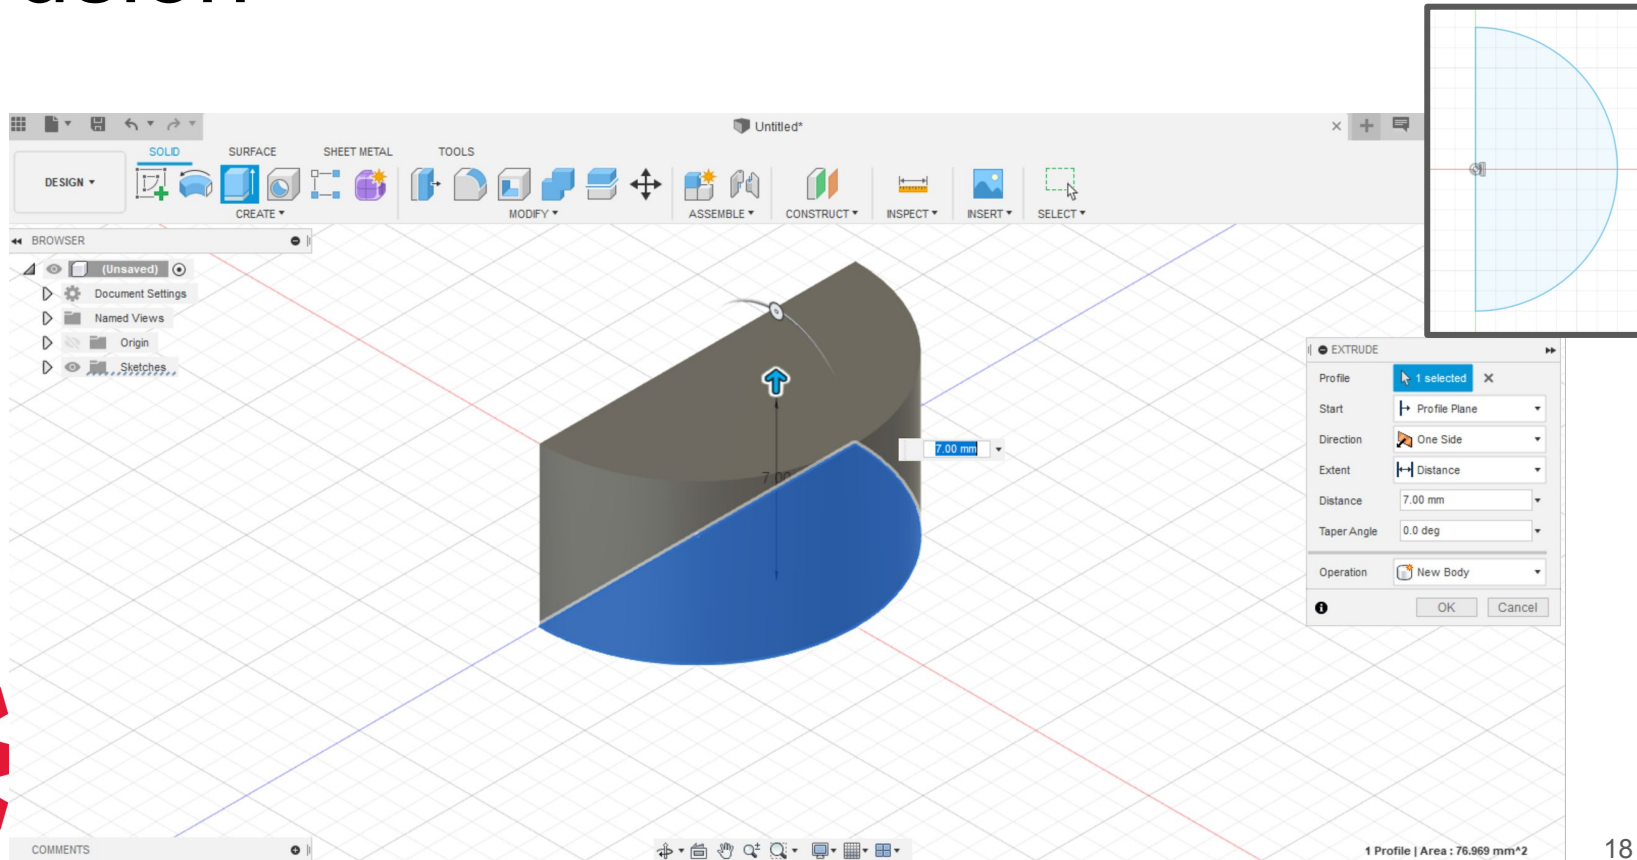 Untitled*
SOLID SURFACE SHEET METAL TOOLS
DESIGN
CREATE MODIFY ASSEMBLE CONSTRUCT INSPECT INSERT SELECT
BROWSER
(Unsaved)
Document Settings
Named Views
Origin
Sketches
7.00 mm
EXTRUDE
Profile 1 selected
Start Profile Plane
Direction One Side
Extent Distance
Distance 7.00 mm
Taper Angle 0.0 deg
Operation New Body
OK Cancel
COMMENTS
1 Profile | Area : 76.969 mm^2
18